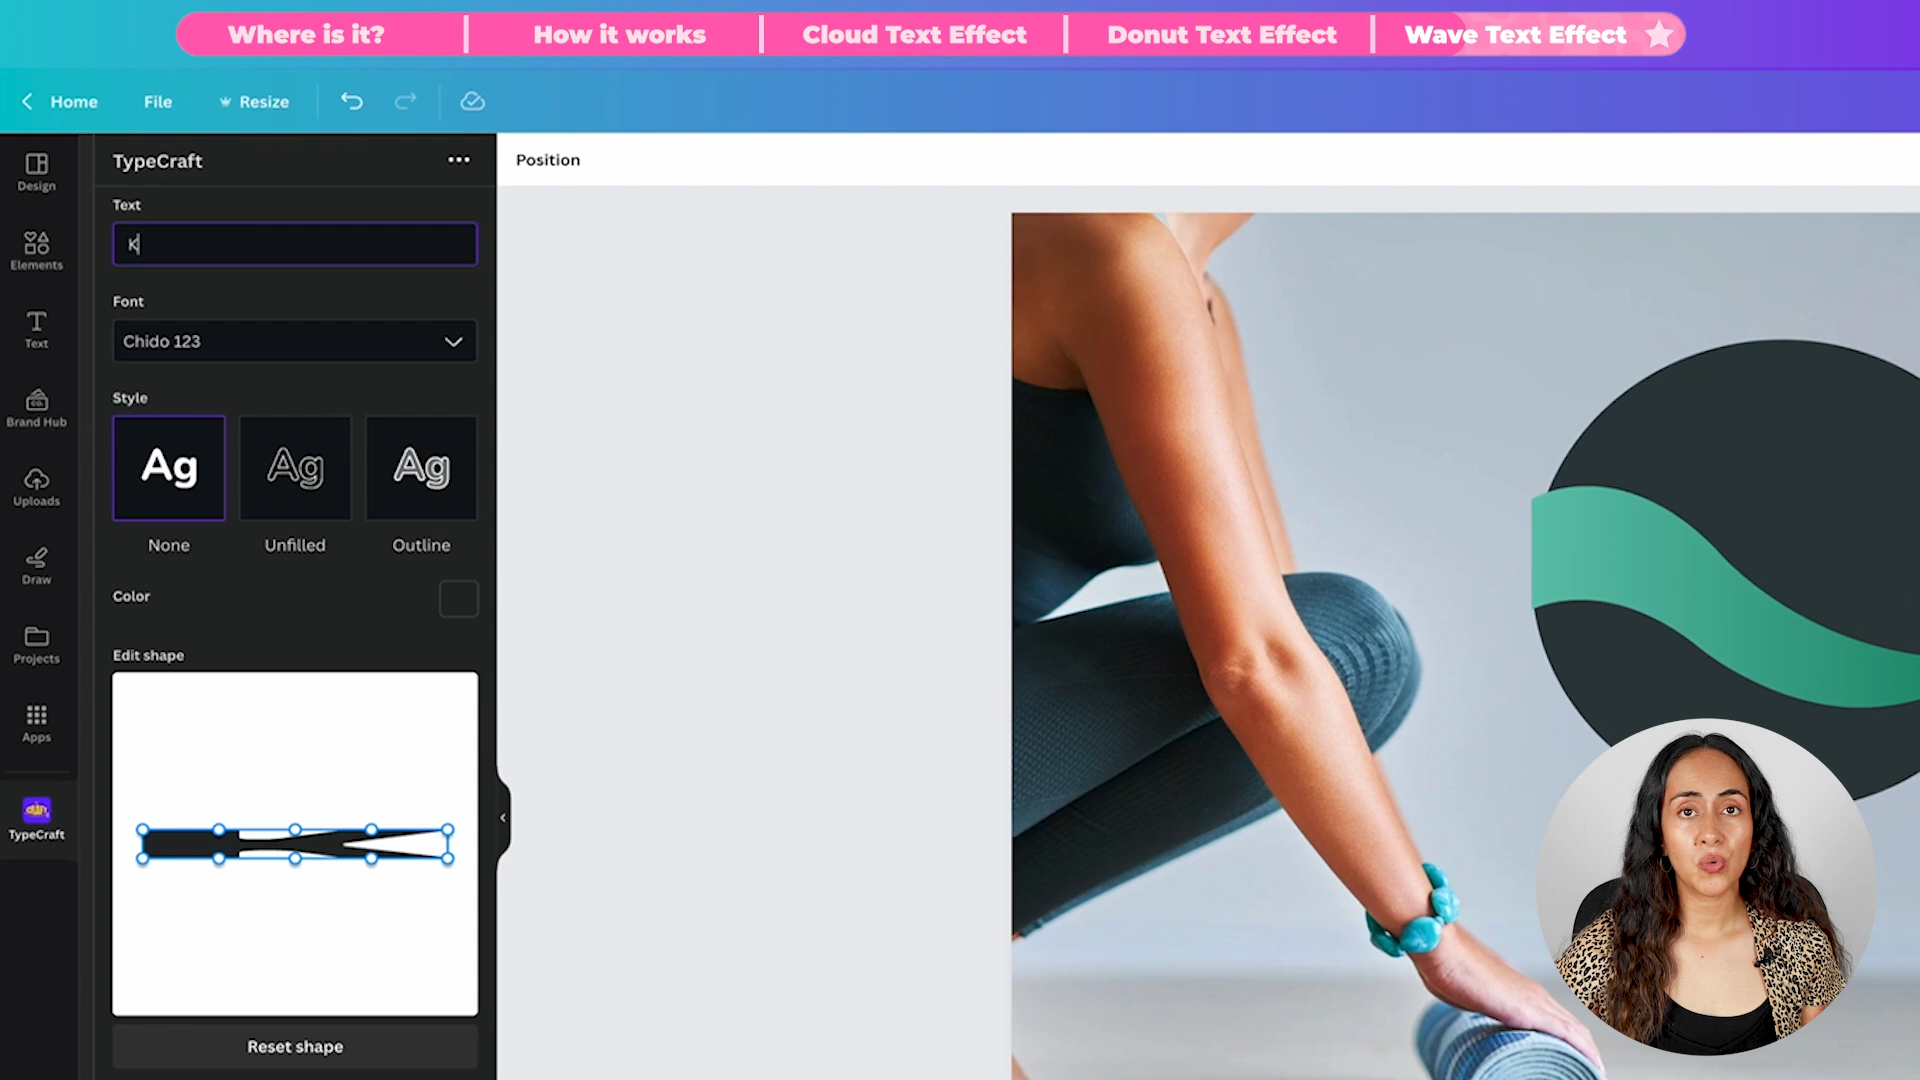 Where is it?
How it works
Cloud Text Effect
Donut Text Effect
Wave Text Effect
Home
File
Resize
Design
Elements
Text
Brand Hub
Uploads
Draw
Projects
Apps
TypeCraft
TypeCraft
Text
K
Font
Chido 123
Style
Ag
Ag
Ag
None
Unfilled
Outline
Color
Edit shape
Reset shape
Position